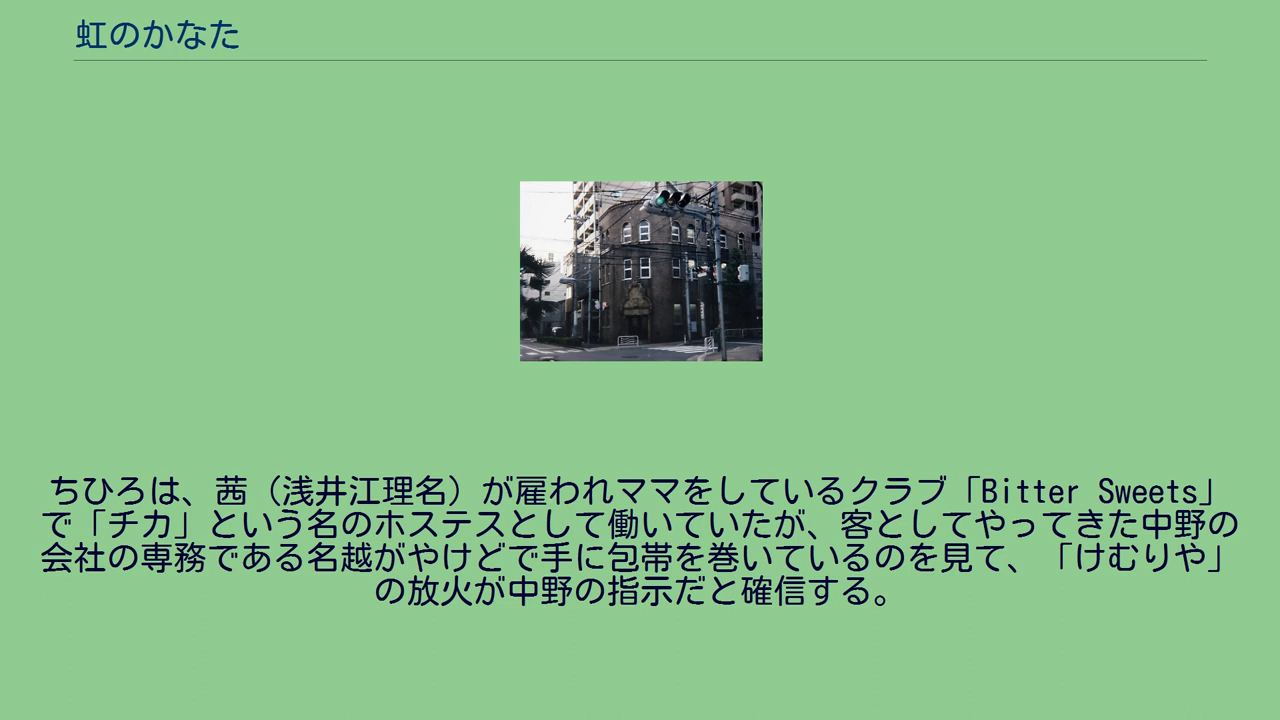 虹のかなた
ちひろは、茜（浅井江理名）が雇われママをしているクラブ「Bitter Sweets」
で「チカ」という名のホステスとして働いていたが、客としてやってきた中野の
会社の専務である名越がやけどで手に包帯を巻いているのを見て、「けむりや」
の放火が中野の指示だと確信する。